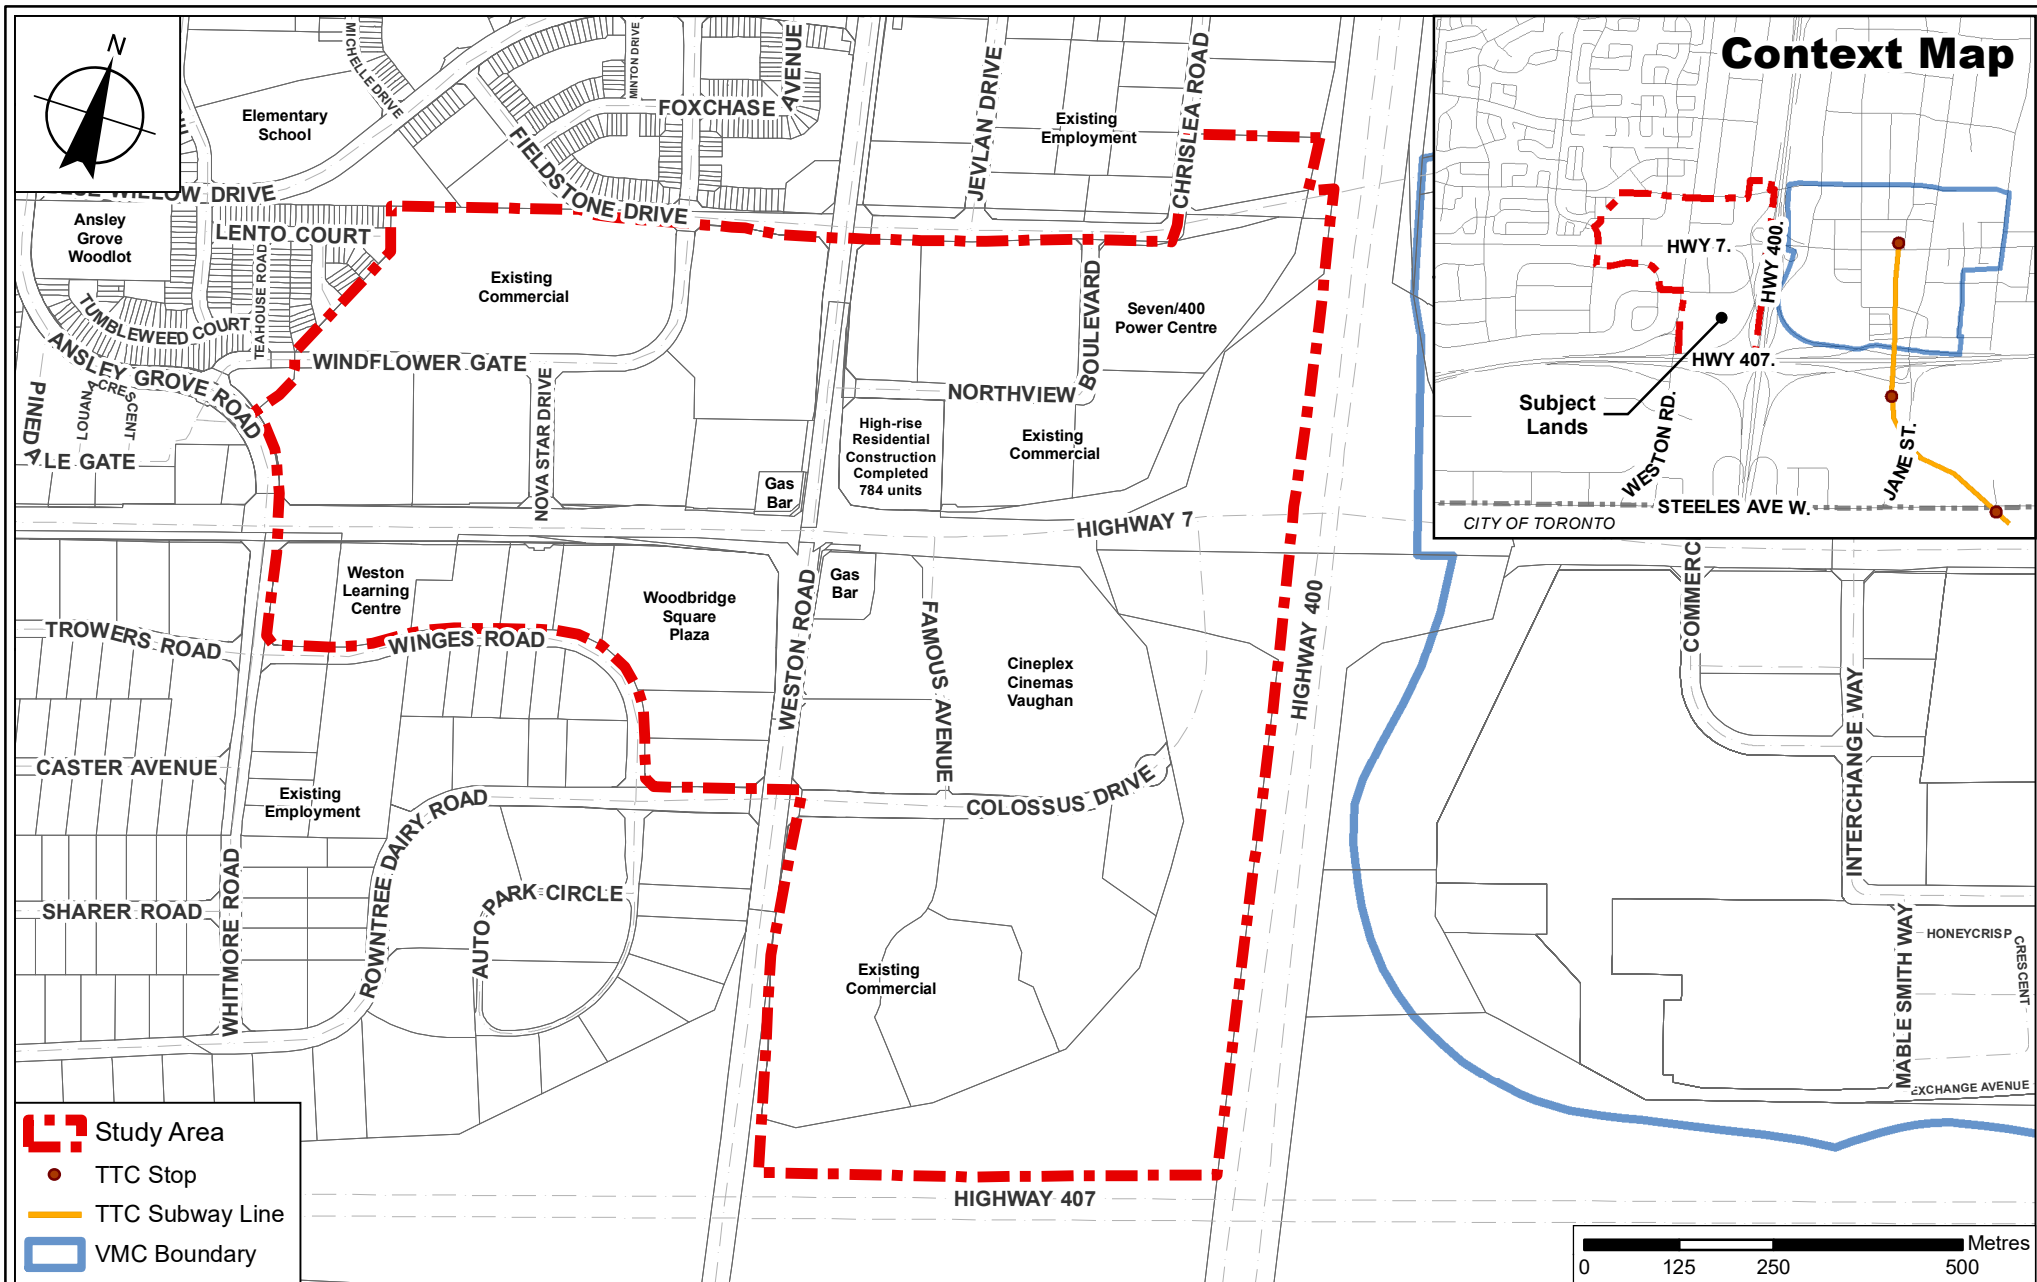 N
MICHELLE DRIVE
MINTON DRIVE
AVENUE
FOXCHASE
Elementary
School
FIELDSTONE DRIVE
JEVLAN DRIVE
Existing
Employment
CHRISLEA ROAD
WILLOW DRIVE
Ansley
Grove
Woodlot
LENTO COURT
TEAHOUSE ROAD
TUMBLEWEED COURT
ANSLEY GROVE ROAD
WINDFLOWER GATE
Existing
Commercial
BOULEVARD
Seven/400
Power Centre
NORTHVIEW
NOVA STAR DRIVE
PINEDALE GATE
LOUANA
CRESCENT
High-rise
Residential
Construction
Completed
784 units
Existing
Commercial
Gas
Bar
HIGHWAY 7
Weston
Learning
Centre
Woodbridge
Square
Plaza
Gas
Bar
WESTON ROAD
FAMOUS AVENUE
Cineplex
Cinemas
Vaughan
HIGHWAY 400
TROWERS ROAD
WINGES ROAD
CASTER AVENUE
Existing
Employment
ROWNTREE DAIRY ROAD
COLOSSUS DRIVE
SHARER ROAD
WHITMORE ROAD
AUTO PARK CIRCLE
Existing
Commercial
HIGHWAY 407
COMMERC
INTERCHANGE WAY
MABLE SMITH WAY
HONEYCRISP
CRESCENT
EXCHANGE AVENUE
Context Map
HWY 7.
HWY 400.
HWY 407.
Subject
Lands
WESTON RD.
JANE ST.
STEELES AVE W.
CITY OF TORONTO
Study Area
TTC Stop
TTC Subway Line
VMC Boundary
Metres
0 125 250 500